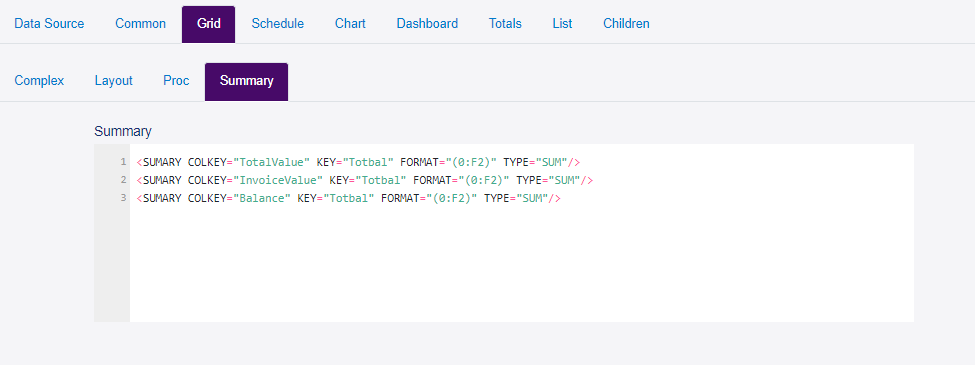 Data Source Common Grid Schedule Chart Dashboard Totals List Children
Complex Layout Proc Summary
Summary
1 <SUMARY COLKEY="TotalValue" KEY="Totbal" FORMAT="(0:F2)" TYPE="SUM"/>
2 <SUMARY COLKEY="InvoiceValue" KEY="Totbal" FORMAT="(0:F2)" TYPE="SUM"/>
3 <SUMARY COLKEY="Balance" KEY="Totbal" FORMAT="(0:F2)" TYPE="SUM"/>